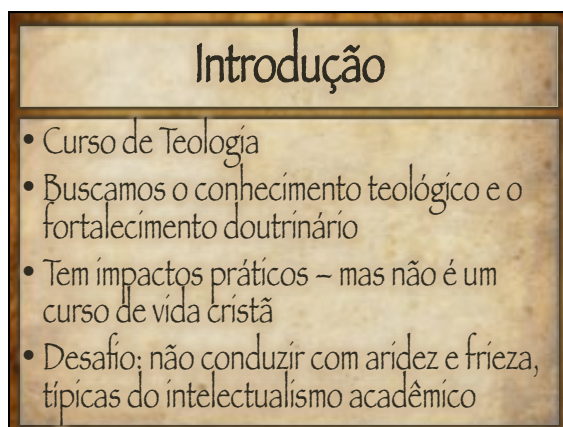 Introdução
• Curso de Teologia
• Buscamos o conhecimento teológico e o
fortalecimento doutrinário
• Tem impactos práticos – mas não é um
curso de vida cristã
• Desafio: não conduzir com aridez e frieza,
típicas do intelectualismo acadêmico